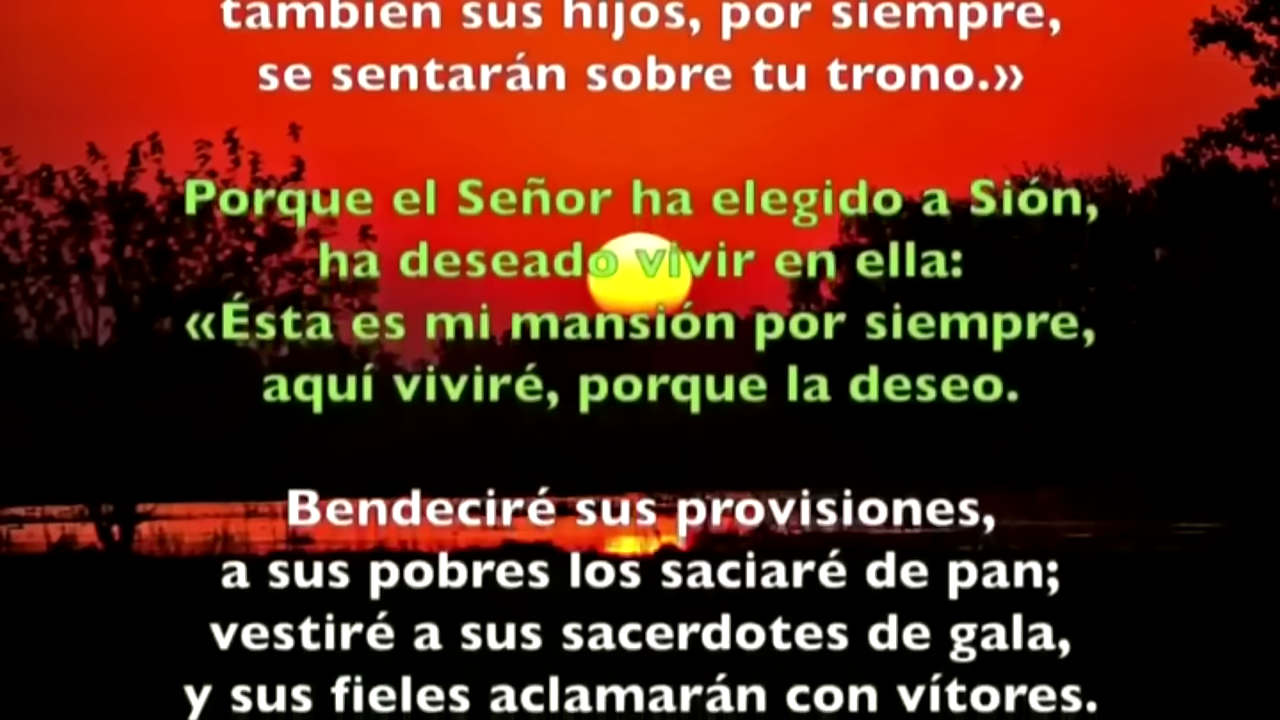 también sus hijos, por siempre,
se sentarán sobre tu trono.»
Porque el Señor ha elegido a Sión,
ha deseado vivir en ella:
«Ésta es mi mansión por siempre,
aquí viviré, porque la deseo.
Bendeciré sus provisiones,
a sus pobres los saciaré de pan;
vestiré a sus sacerdotes de gala,
y sus fieles aclamarán con vítores.